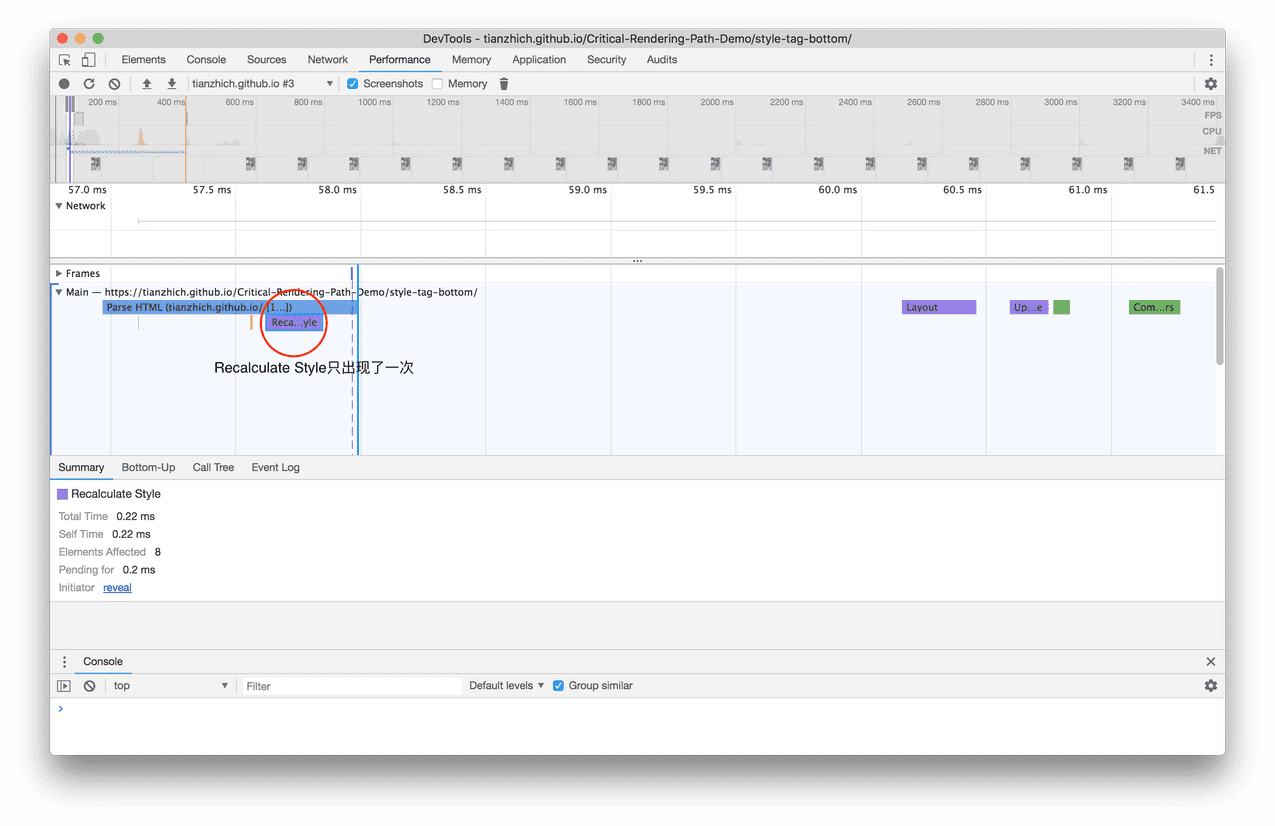 DevTools - tianzhich.github.io/Critical-Rendering-Path-Demo/style-tag-bottom/
Elements Console Sources Network Performance Memory Application Security Audits
tianzhich.github.io #3 Screenshots Memory
200 ms 400 ms 600 ms 800 ms 1000 ms 1200 ms 1400 ms 1600 ms 1800 ms 2000 ms 2200 ms 2400 ms 2600 ms 2800 ms 3000 ms 3200 ms 3400 ms
FPS
CPU
NET
57.0 ms 57.5 ms 58.0 ms 58.5 ms 59.0 ms 59.5 ms 60.0 ms 60.5 ms 61.0 ms 61.5
Network
Frames
Main — https://tianzhich.github.io/Critical-Rendering-Path-Demo/style-tag-bottom/
Parse HTML (tianzhich.github.io/ [1…]) Layout Up…e Com…rs
Reca…yle
Recalculate Style只出现了一次
Summary Bottom-Up Call Tree Event Log
Recalculate Style
Total Time 0.22 ms
Self Time 0.22 ms
Elements Affected 8
Pending for 0.2 ms
Initiator reveal
Console
top Filter Default levels Group similar